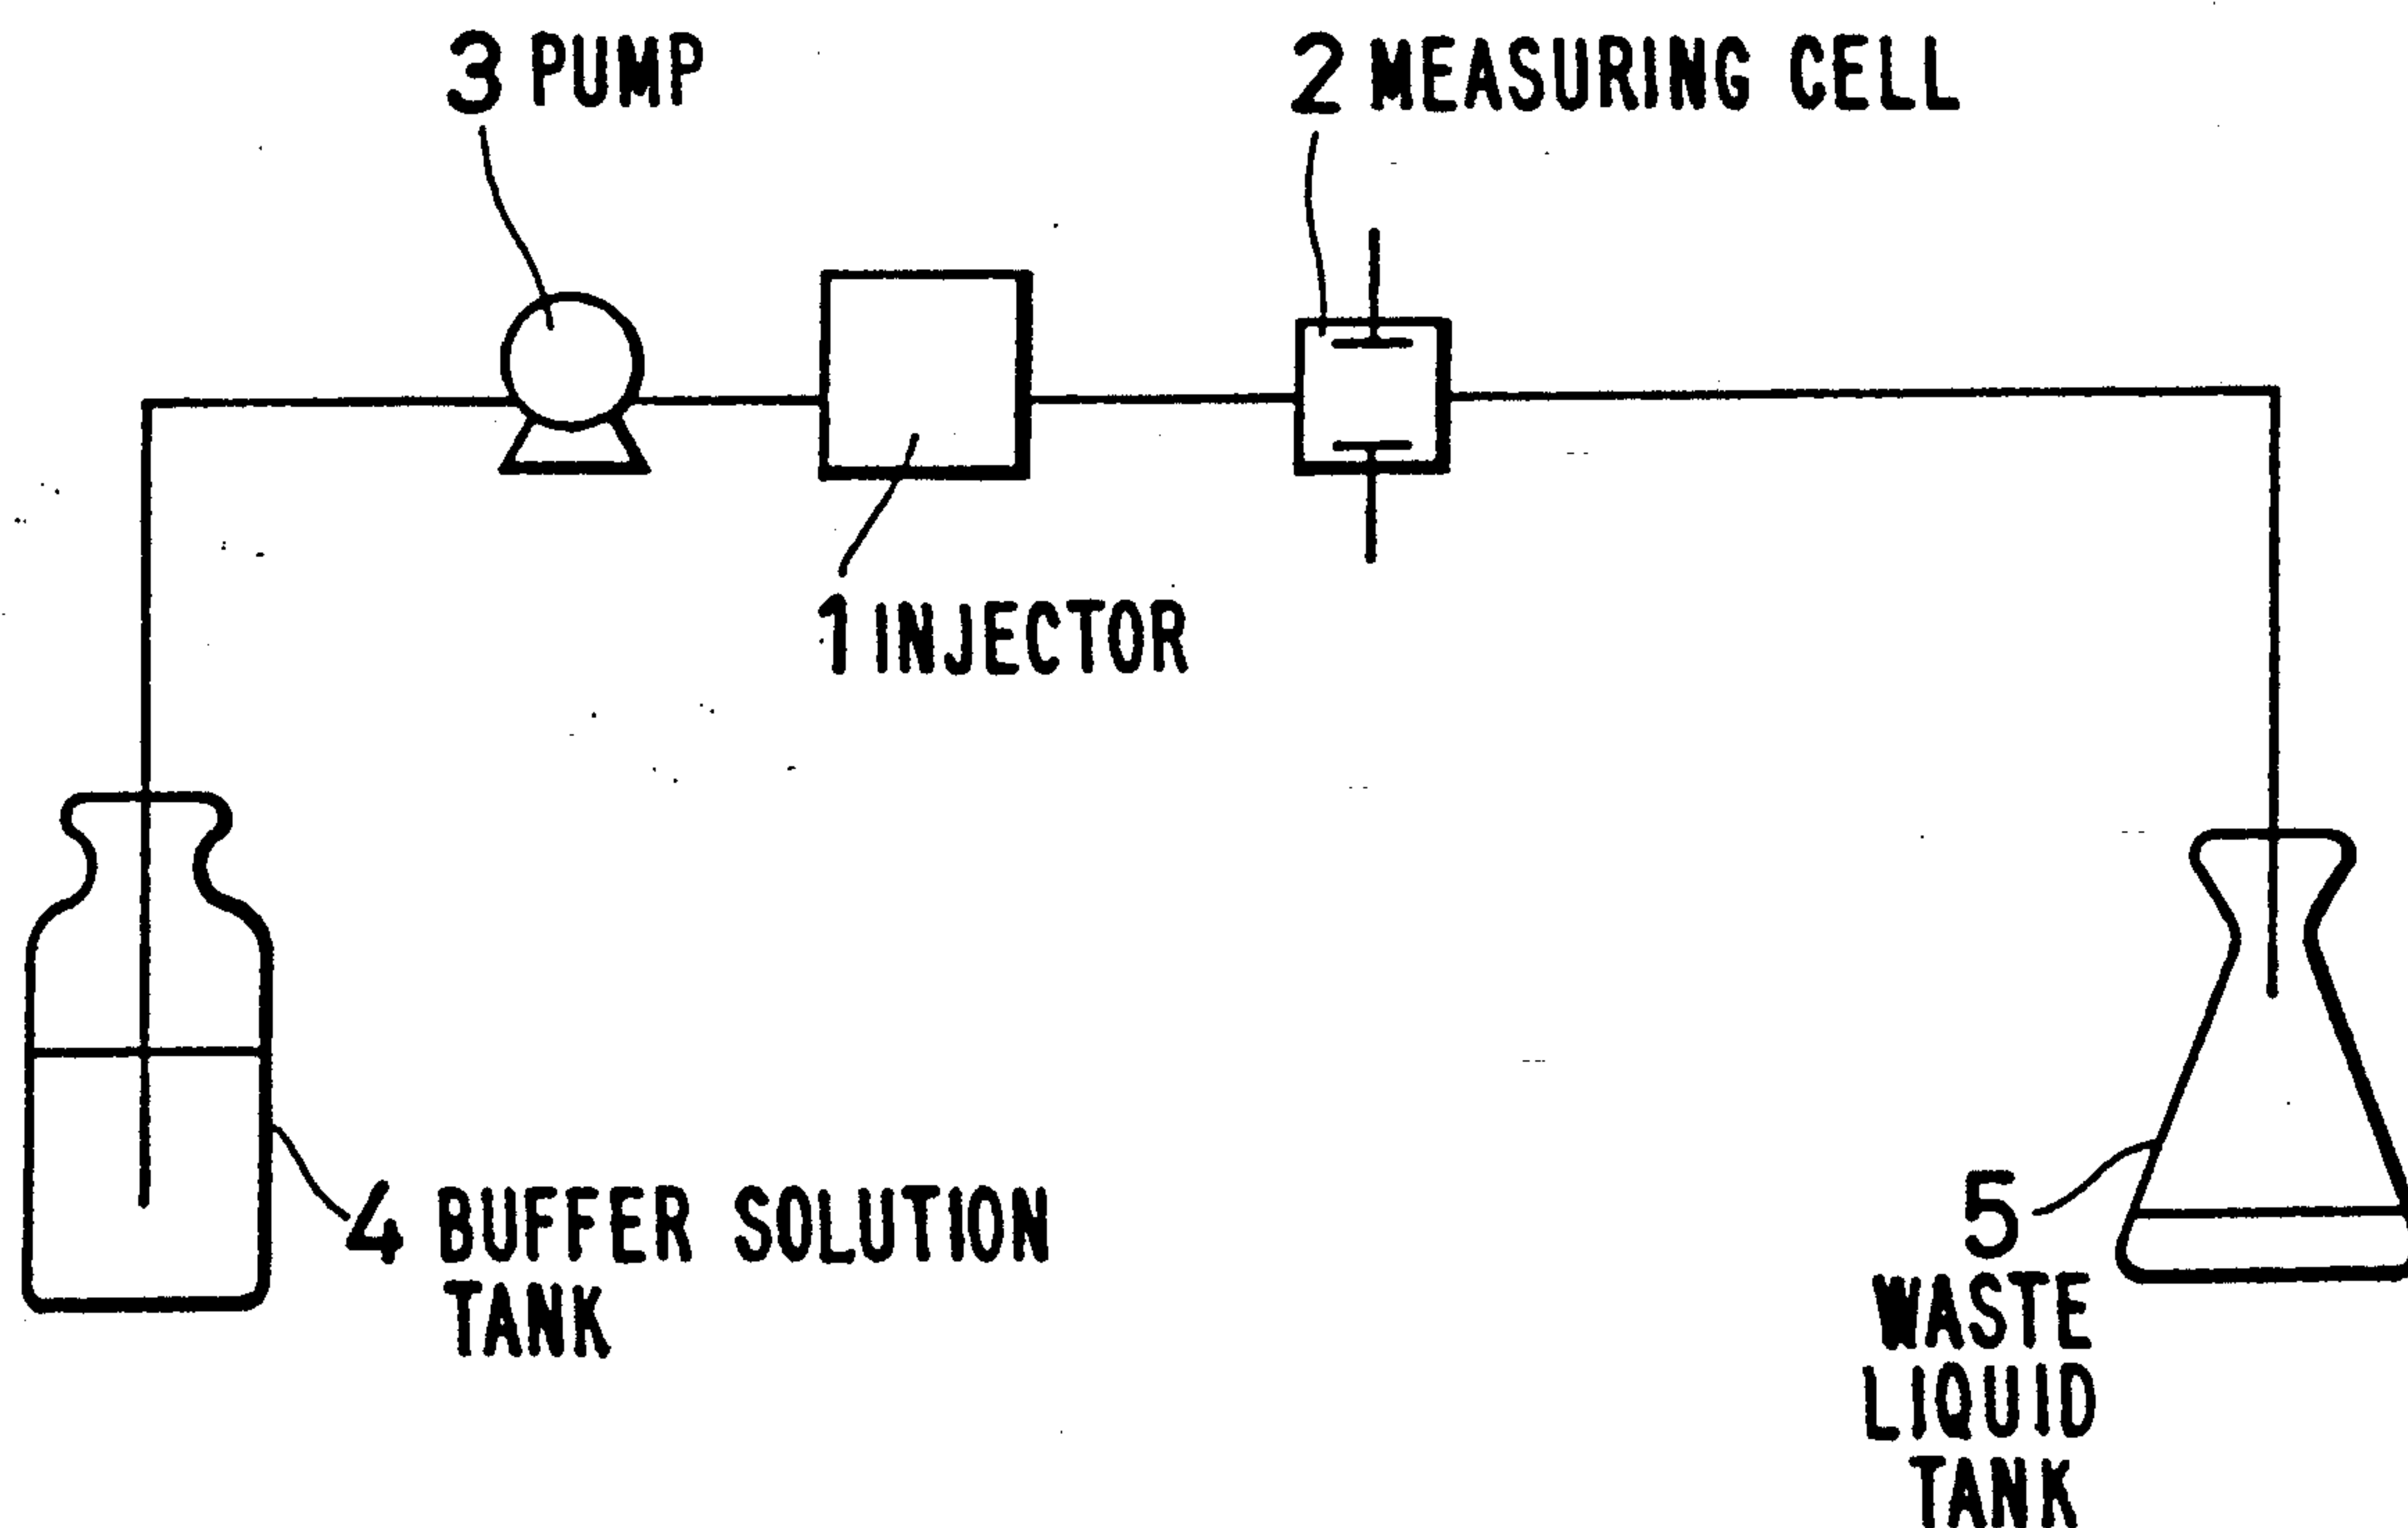 3 PUMP
2 MEASURING CELL
1 INJECTOR
4 BUFFER SOLUTION
TANK
5
WASTE
LIQUID
TANK